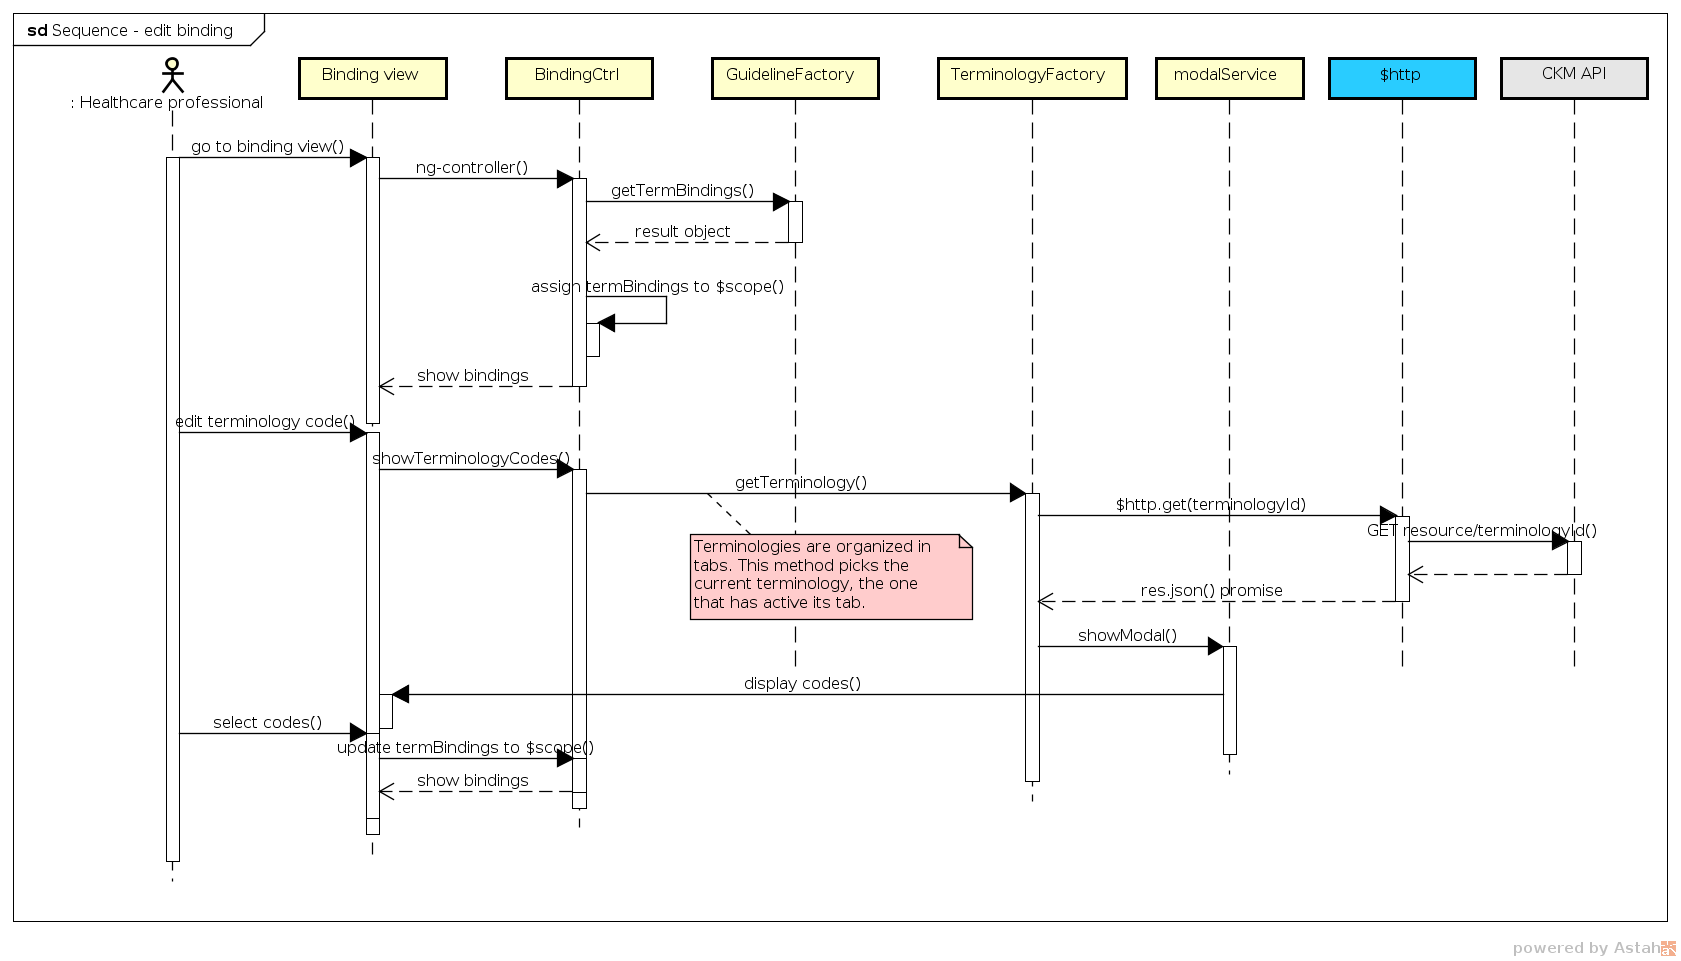 sd Sequence - edit binding
: Healthcare professional
Binding view
BindingCtrl
GuidelineFactory
TerminologyFactory
modalService
$http
CKM API
go to binding view()
ng-controller()
getTermBindings()
result object
assign termBindings to $scope()
show bindings
edit terminology code()
showTerminologyCodes()
getTerminology()
$http.get(terminologyId)
GET resource/terminologyId()
Terminologies are organized in
tabs. This method picks the
current terminology, the one
that has active its tab.
res.json() promise
showModal()
display codes()
select codes()
update termBindings to $scope()
show bindings
powered by Astah